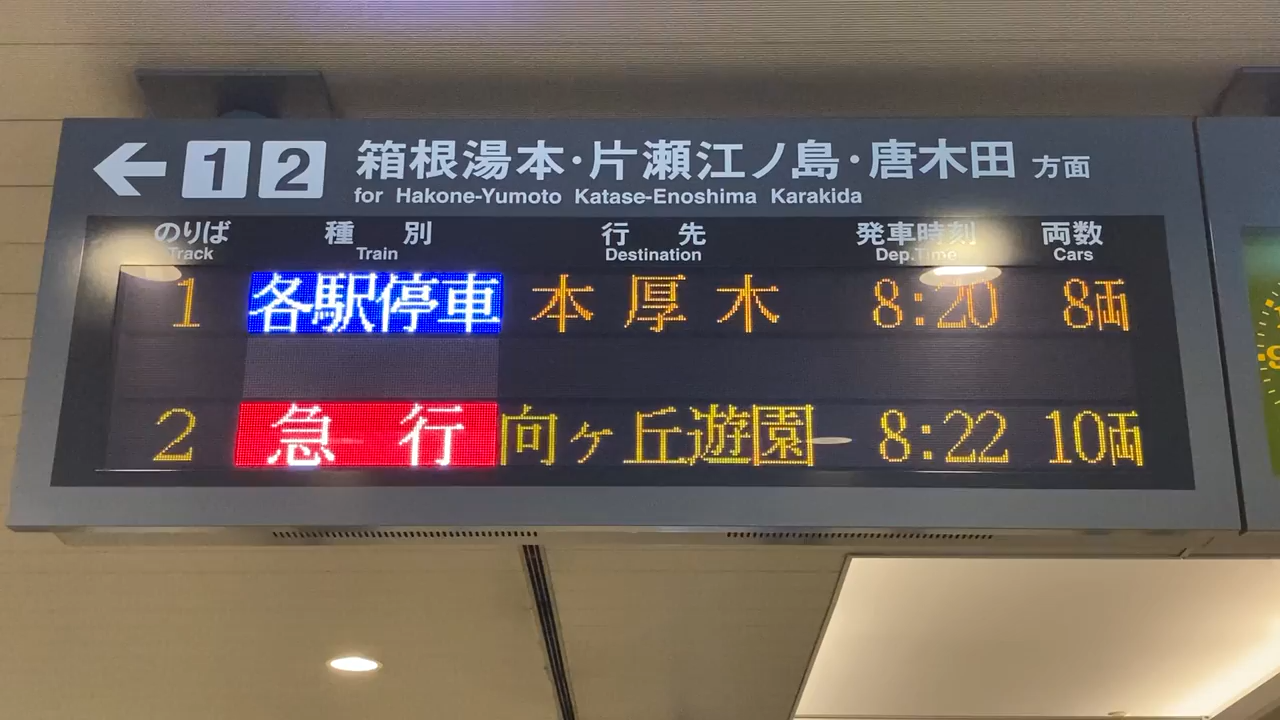 ← 1 2 箱根湯本・片瀬江ノ島・唐木田 方面
for Hakone-Yumoto Katase-Enoshima Karakida
のりば 種別 行先 発車時刻 両数
Track Train Destination Dep.Time Cars
1 各駅停車 本厚木 8:20 8両
2 急行 向ヶ丘遊園 8:22 10両